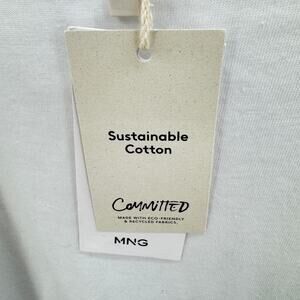 Sustainable
Cotton
COMMITTED
MADE WITH ECO-FRIENDLY
& RECYCLED FABRICS.
MNG